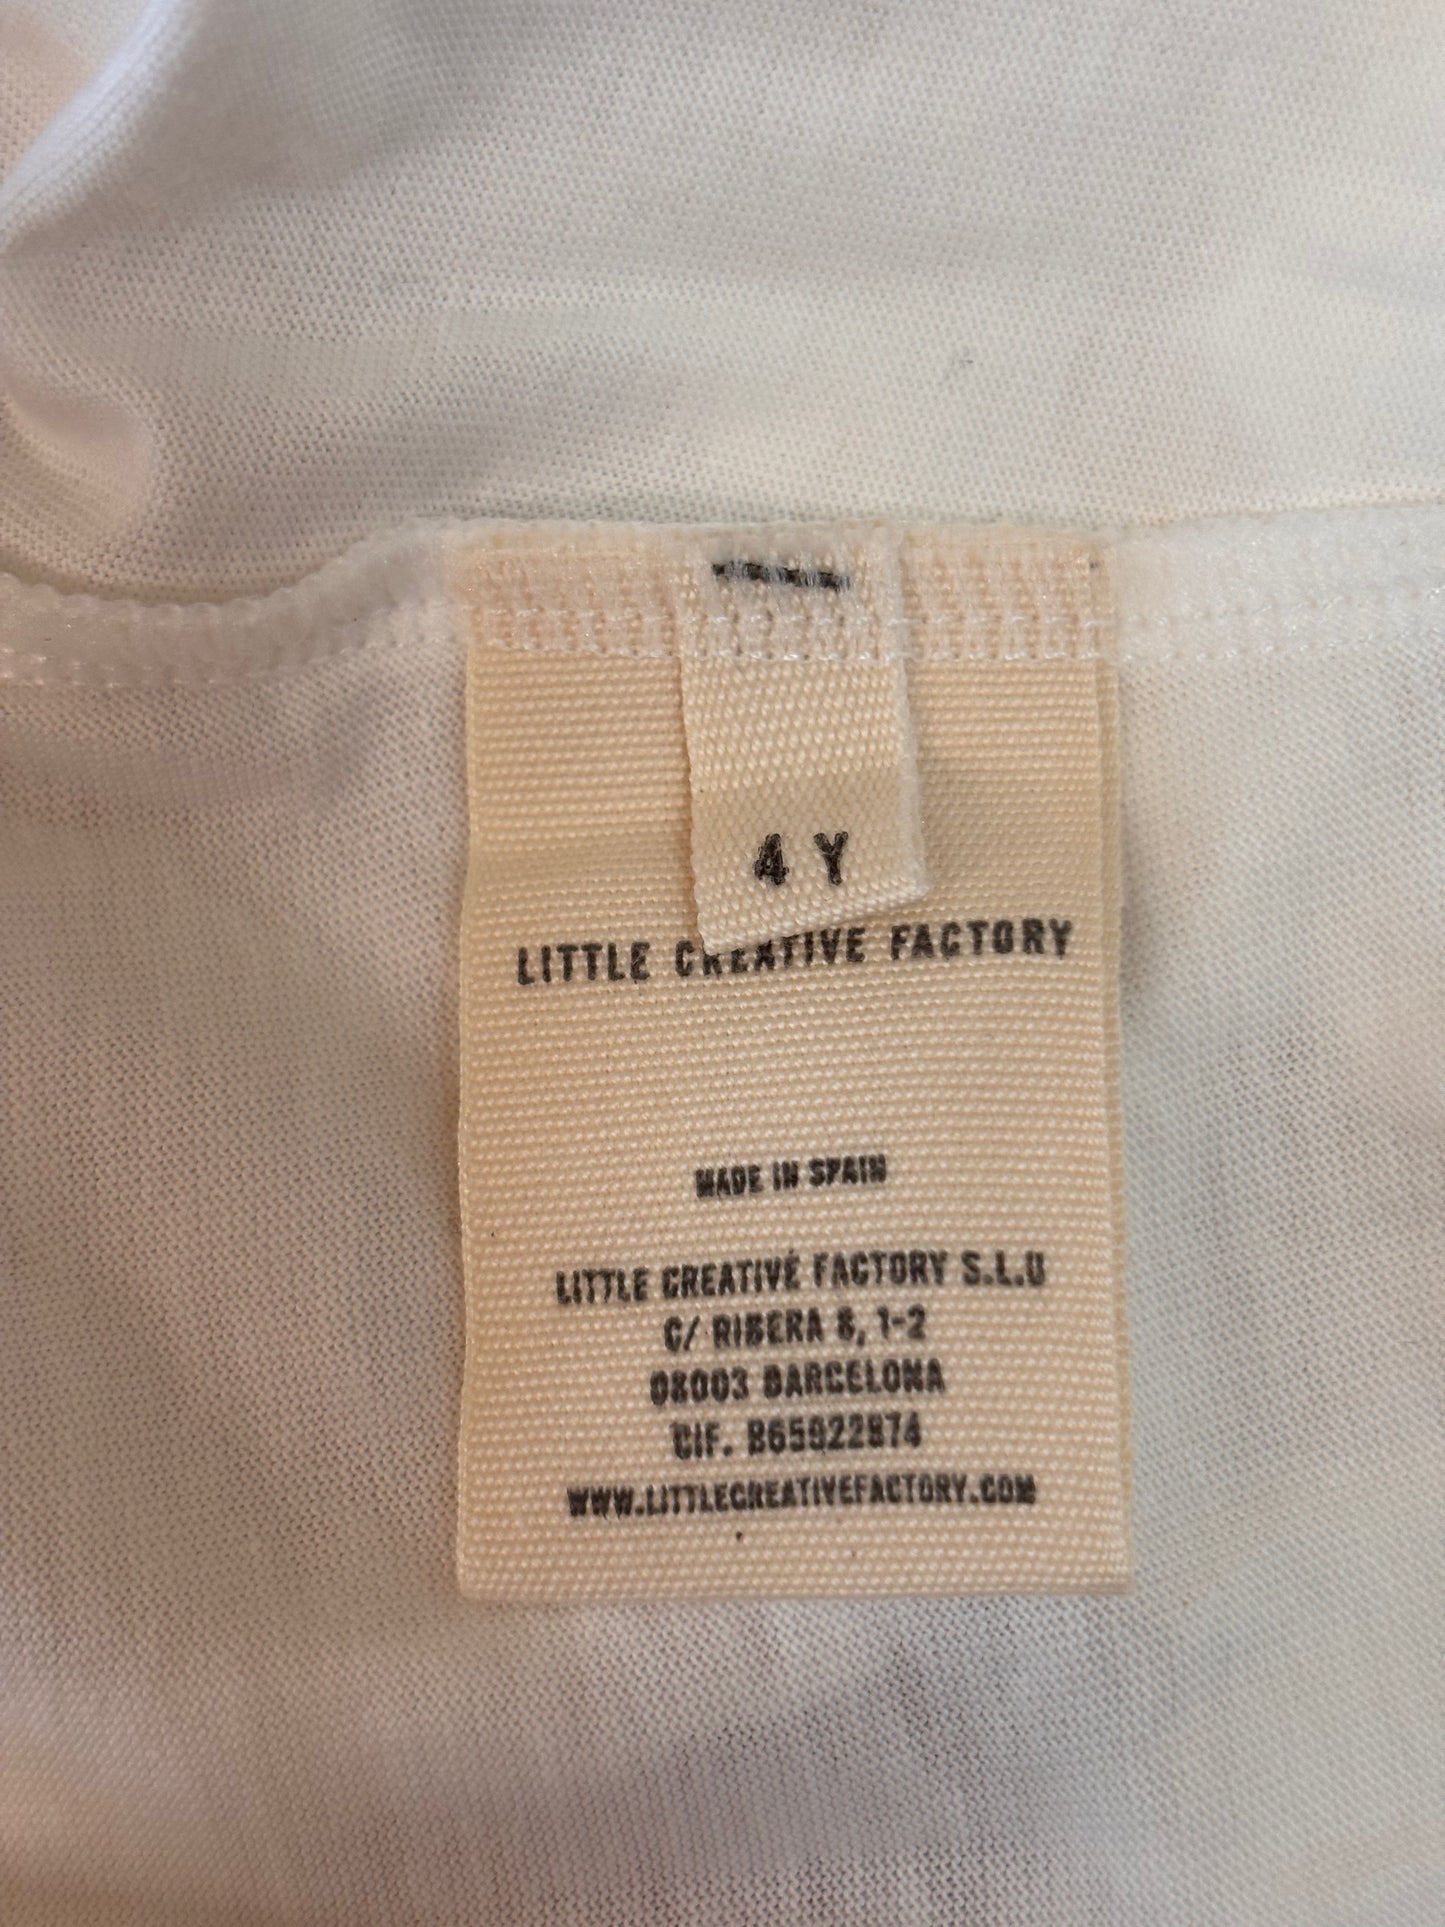 4 Y
LITTLE CREATIVE FACTORY
MADE IN SPAIN
LITTLE CREATIVE FACTORY S.L.U
C/ RIBERA 8, 1-2
08003 BARCELONA
CIF.
WWW.LITTLECREATIVEFACTORY.COM